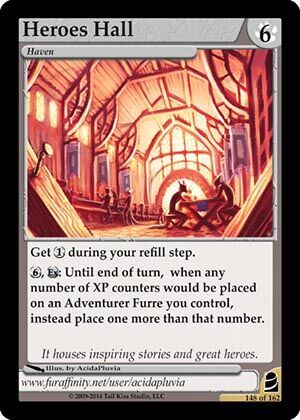 Heroes Hall 6
Haven
Get 1 during your refill step.
6, E: Until end of turn, when any
number of XP counters would be placed
on an Adventurer Furre you control,
instead place one more than that number.
It houses inspiring stories and great heroes.
Illus. by AcidaPluvia
www.furaffinity.net/user/acidapluvia
© 2009-2014 Tail Kiss Studio, LLC 148 of 162